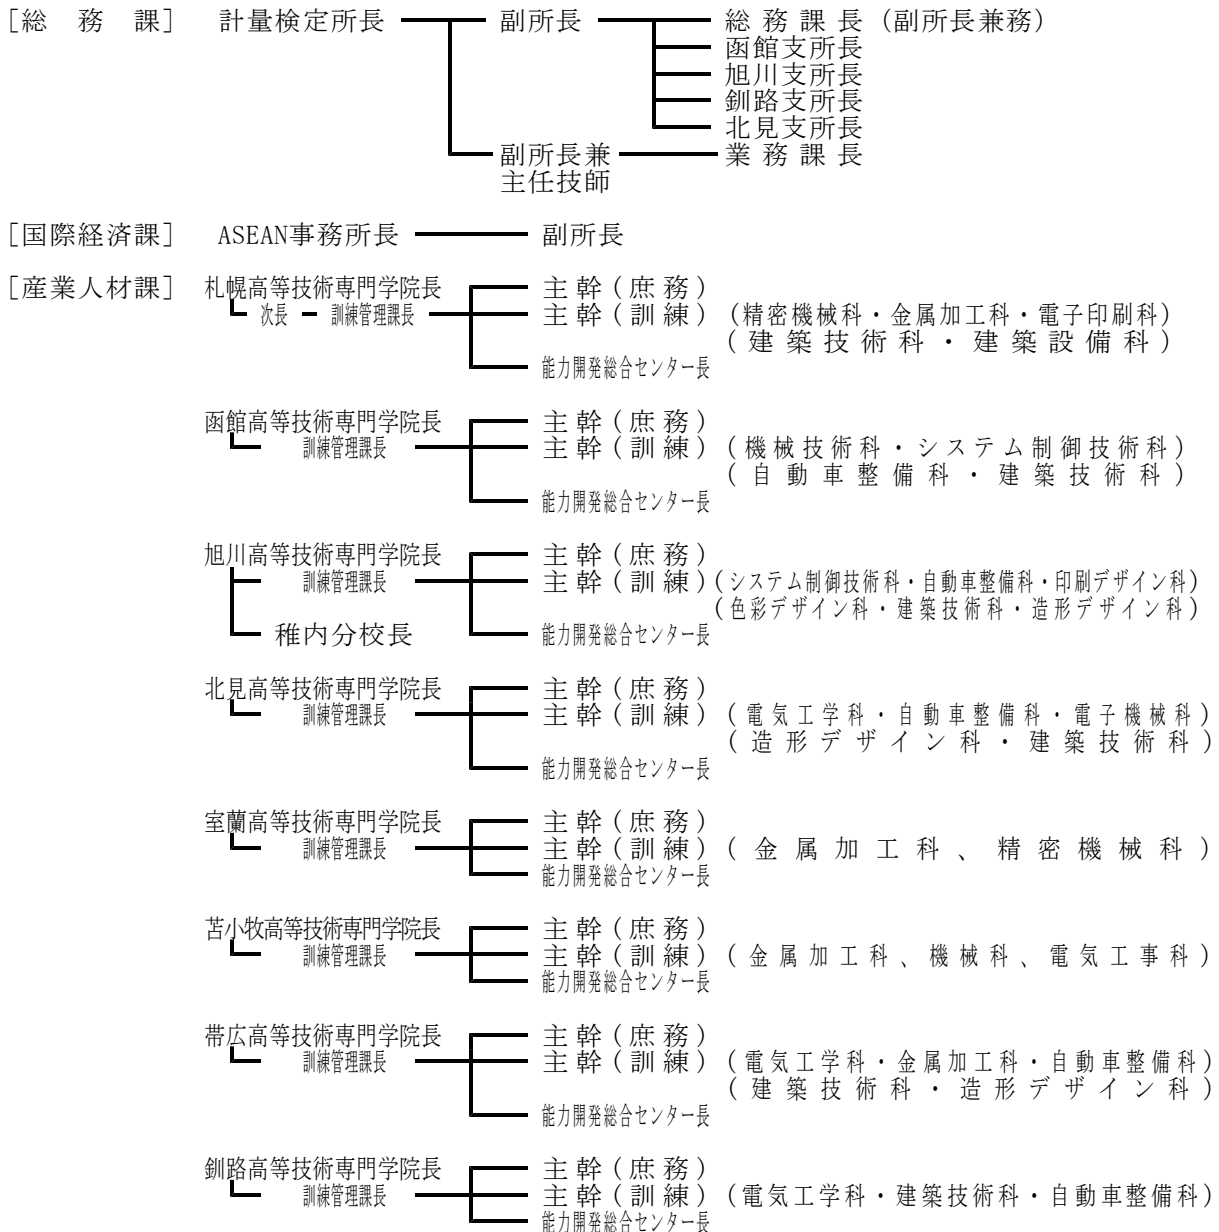 ［総　務　課］　計量検定所長　副所長　総務課長（副所長兼務）
函館支所長
旭川支所長
釧路支所長
北見支所長
副所長兼　業務課長
主任技師
［国際経済課］　ASEAN事務所長　副所長
［産業人材課］　札幌高等技術専門学院長　主幹（庶務）
次長　訓練管理課長　主幹（訓練）（精密機械科・金属加工科・電子印刷科）
（建築技術科・建築設備科）
能力開発総合センター長
函館高等技術専門学院長　主幹（庶務）
訓練管理課長　主幹（訓練）（機械技術科・システム制御技術科）
（自動車整備科・建築技術科）
能力開発総合センター長
旭川高等技術専門学院長　主幹（庶務）
訓練管理課長　主幹（訓練）（システム制御技術科・自動車整備科・印刷デザイン科）
（色彩デザイン科・建築技術科・造形デザイン科）
稚内分校長　能力開発総合センター長
北見高等技術専門学院長　主幹（庶務）
訓練管理課長　主幹（訓練）（電気工学科・自動車整備科・電子機械科）
（造形デザイン科・建築技術科）
能力開発総合センター長
室蘭高等技術専門学院長　主幹（庶務）
訓練管理課長　主幹（訓練）（金属加工科、精密機械科）
能力開発総合センター長
苫小牧高等技術専門学院長　主幹（庶務）
訓練管理課長　主幹（訓練）（金属加工科、機械科、電気工事科）
能力開発総合センター長
帯広高等技術専門学院長　主幹（庶務）
訓練管理課長　主幹（訓練）（電気工学科・金属加工科・自動車整備科）
（建築技術科・造形デザイン科）
能力開発総合センター長
釧路高等技術専門学院長　主幹（庶務）
訓練管理課長　主幹（訓練）（電気工学科・建築技術科・自動車整備科）
能力開発総合センター長